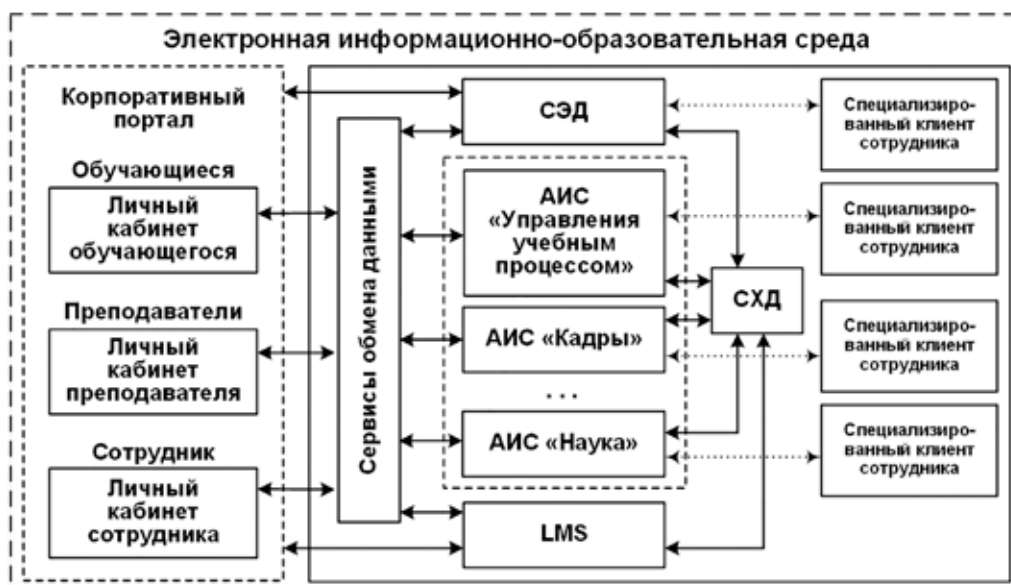 Электронная информационно-образовательная среда
Корпоративный
портал
Обучающиеся
Личный
кабинет
обучающегося
Преподаватели
Личный
кабинет
преподавателя
Сотрудник
Личный
кабинет
сотрудника
Сервисы обмена данными
СЭД
АИС
«Управления
учебным
процессом»
АИС «Кадры»
...
АИС «Наука»
LMS
СХД
Специализиро-
ванный клиент
сотрудника
Специализиро-
ванный клиент
сотрудника
Специализиро-
ванный клиент
сотрудника
Специализиро-
ванный клиент
сотрудника